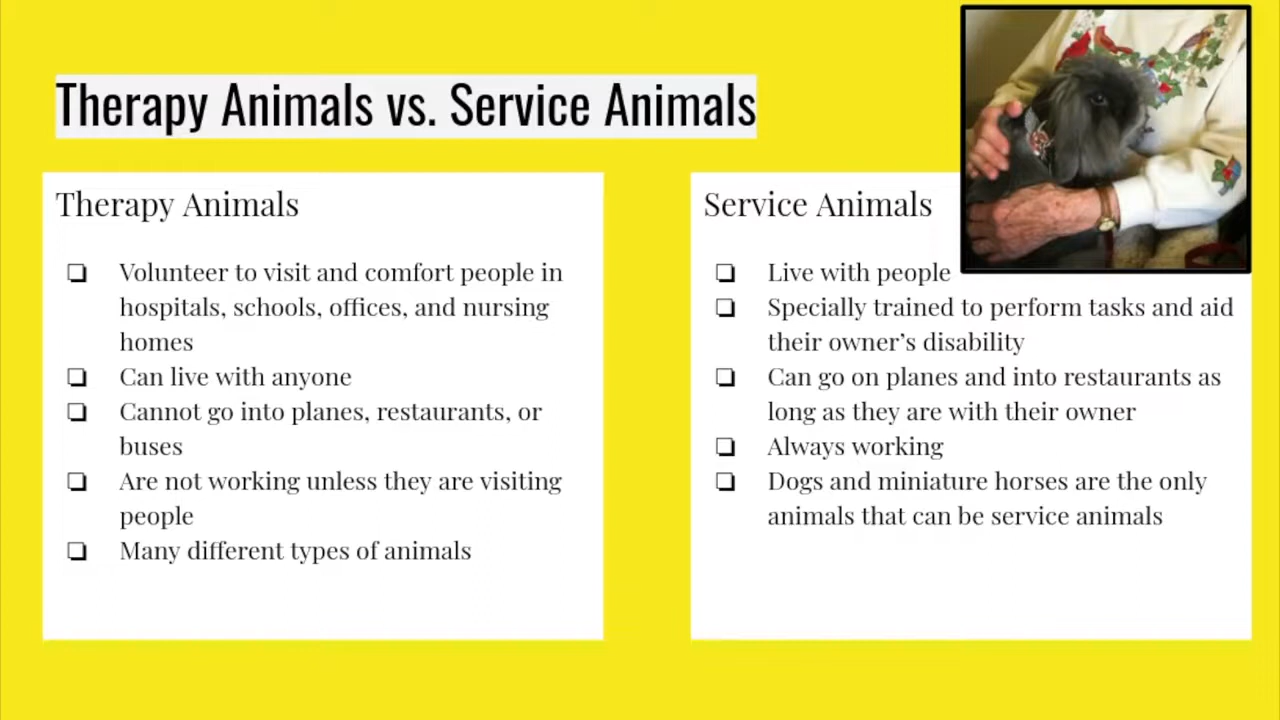 Therapy Animals vs. Service Animals
Therapy Animals
❏ Volunteer to visit and comfort people in
hospitals, schools, offices, and nursing
homes
❏ Can live with anyone
❏ Cannot go into planes, restaurants, or
buses
❏ Are not working unless they are visiting
people
❏ Many different types of animals
Service Animals
❏ Live with people
❏ Specially trained to perform tasks and aid
their owner’s disability
❏ Can go on planes and into restaurants as
long as they are with their owner
❏ Always working
❏ Dogs and miniature horses are the only
animals that can be service animals